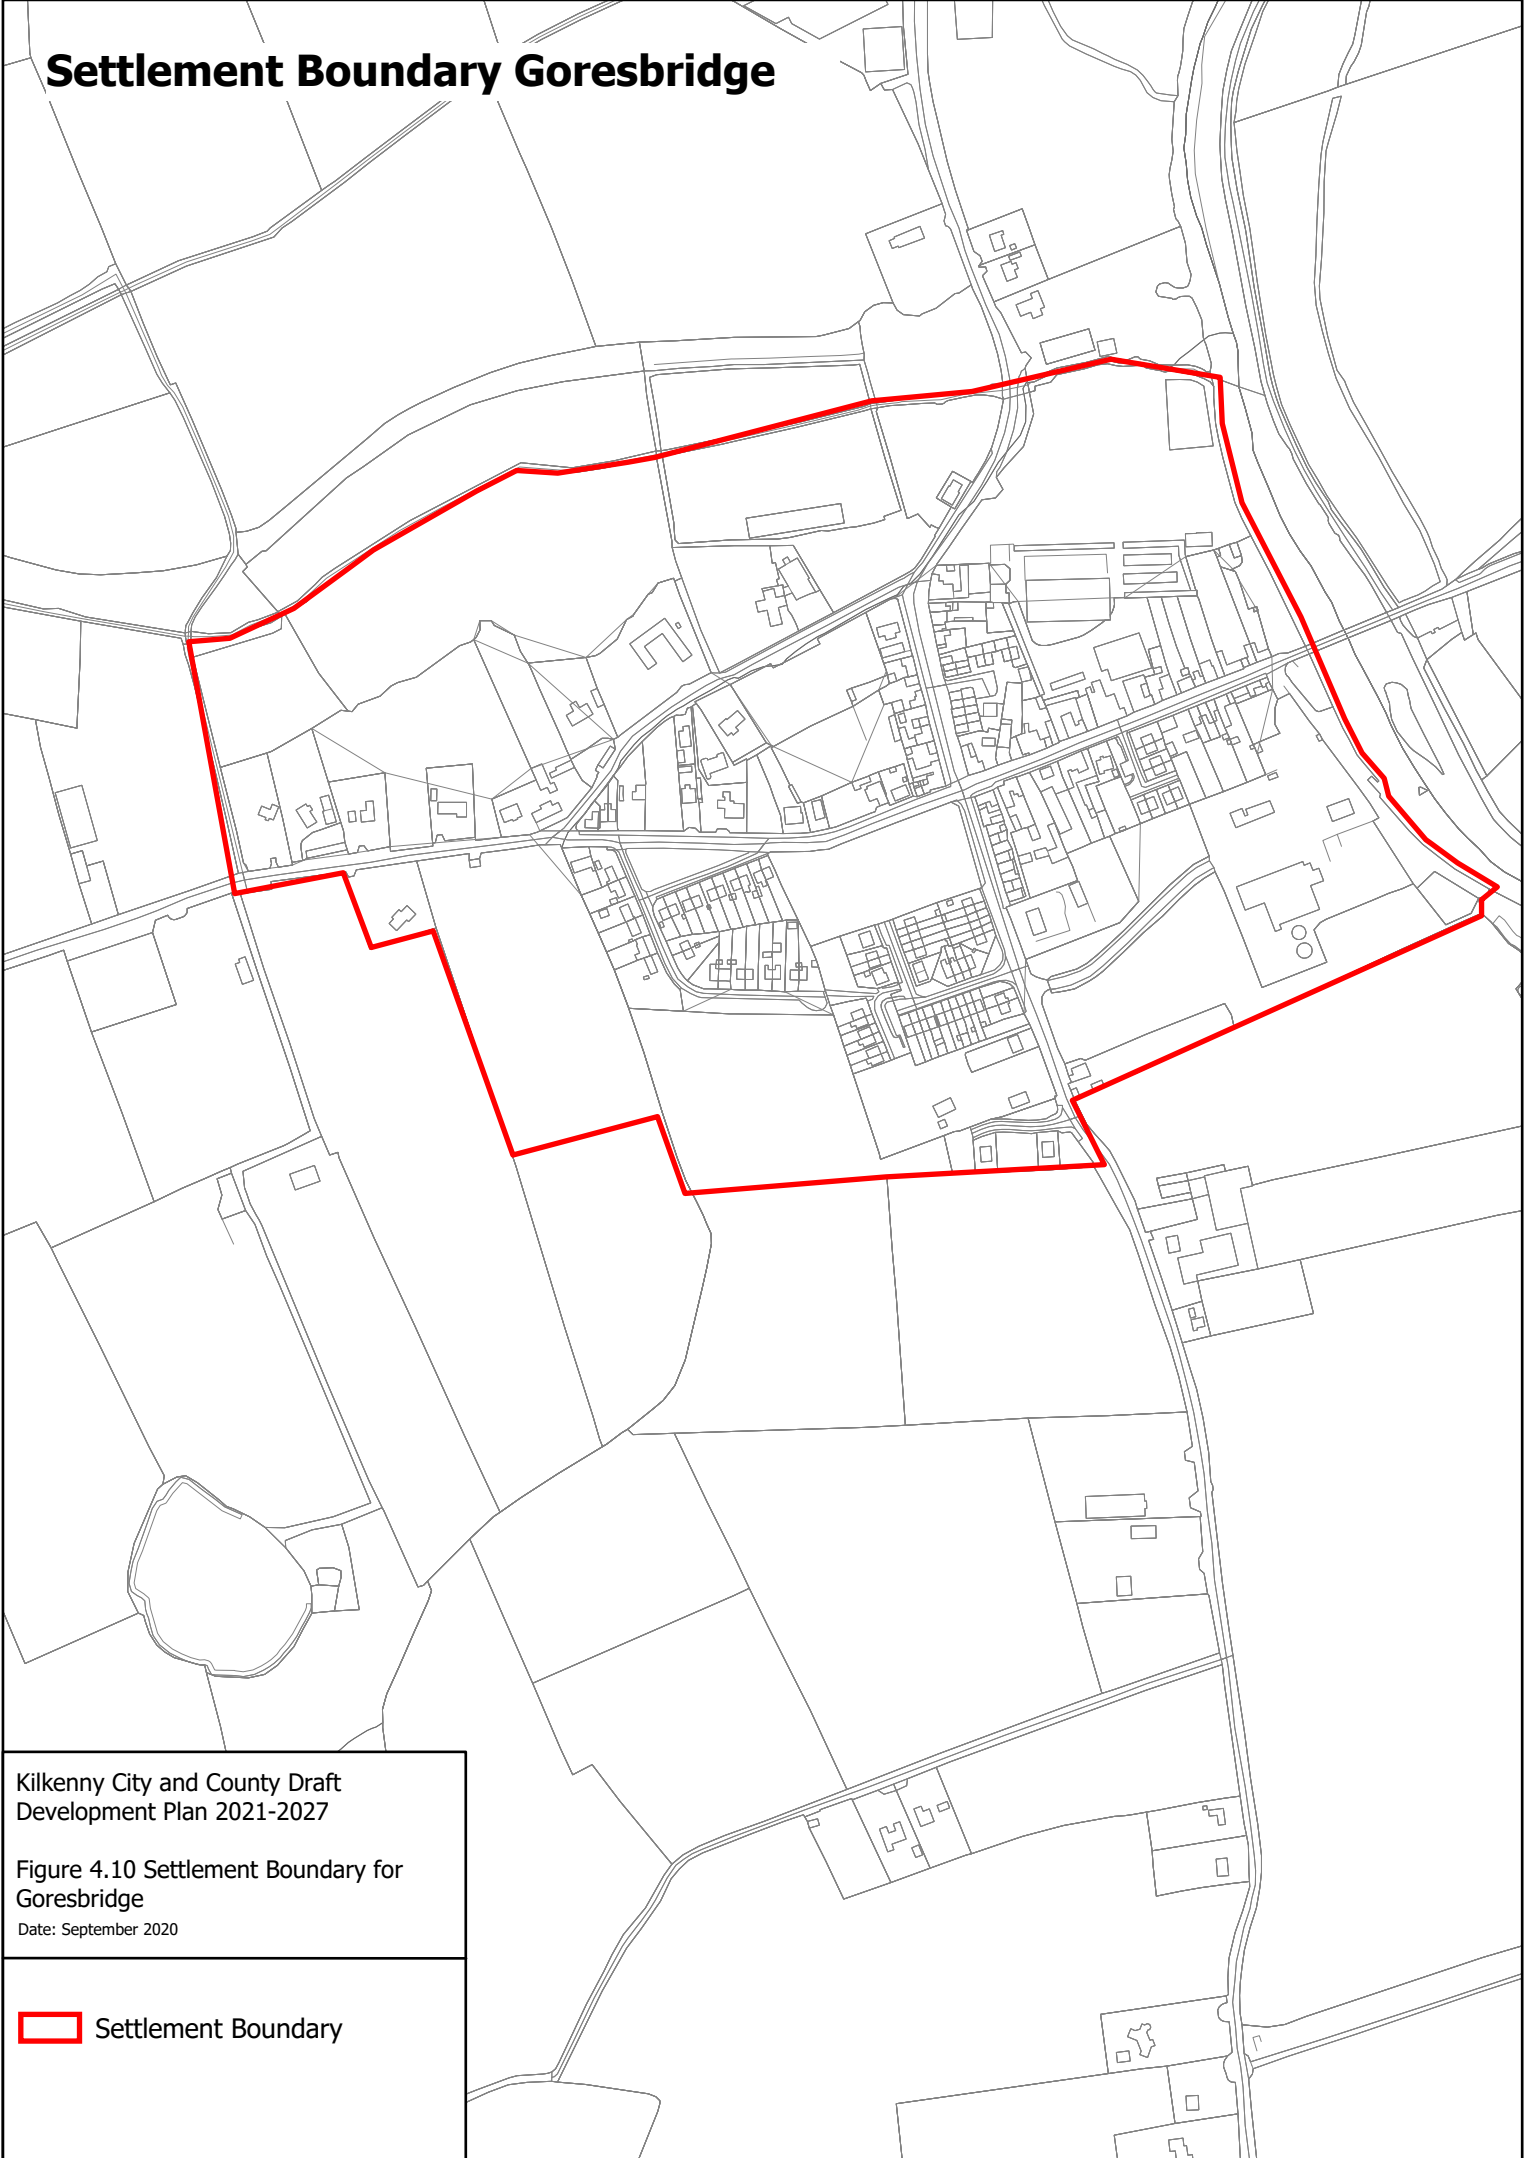 Settlement Boundary Goresbridge
Kilkenny City and County Draft
Development Plan 2021-2027
Figure 4.10 Settlement Boundary for
Goresbridge
Date: September 2020
Settlement Boundary